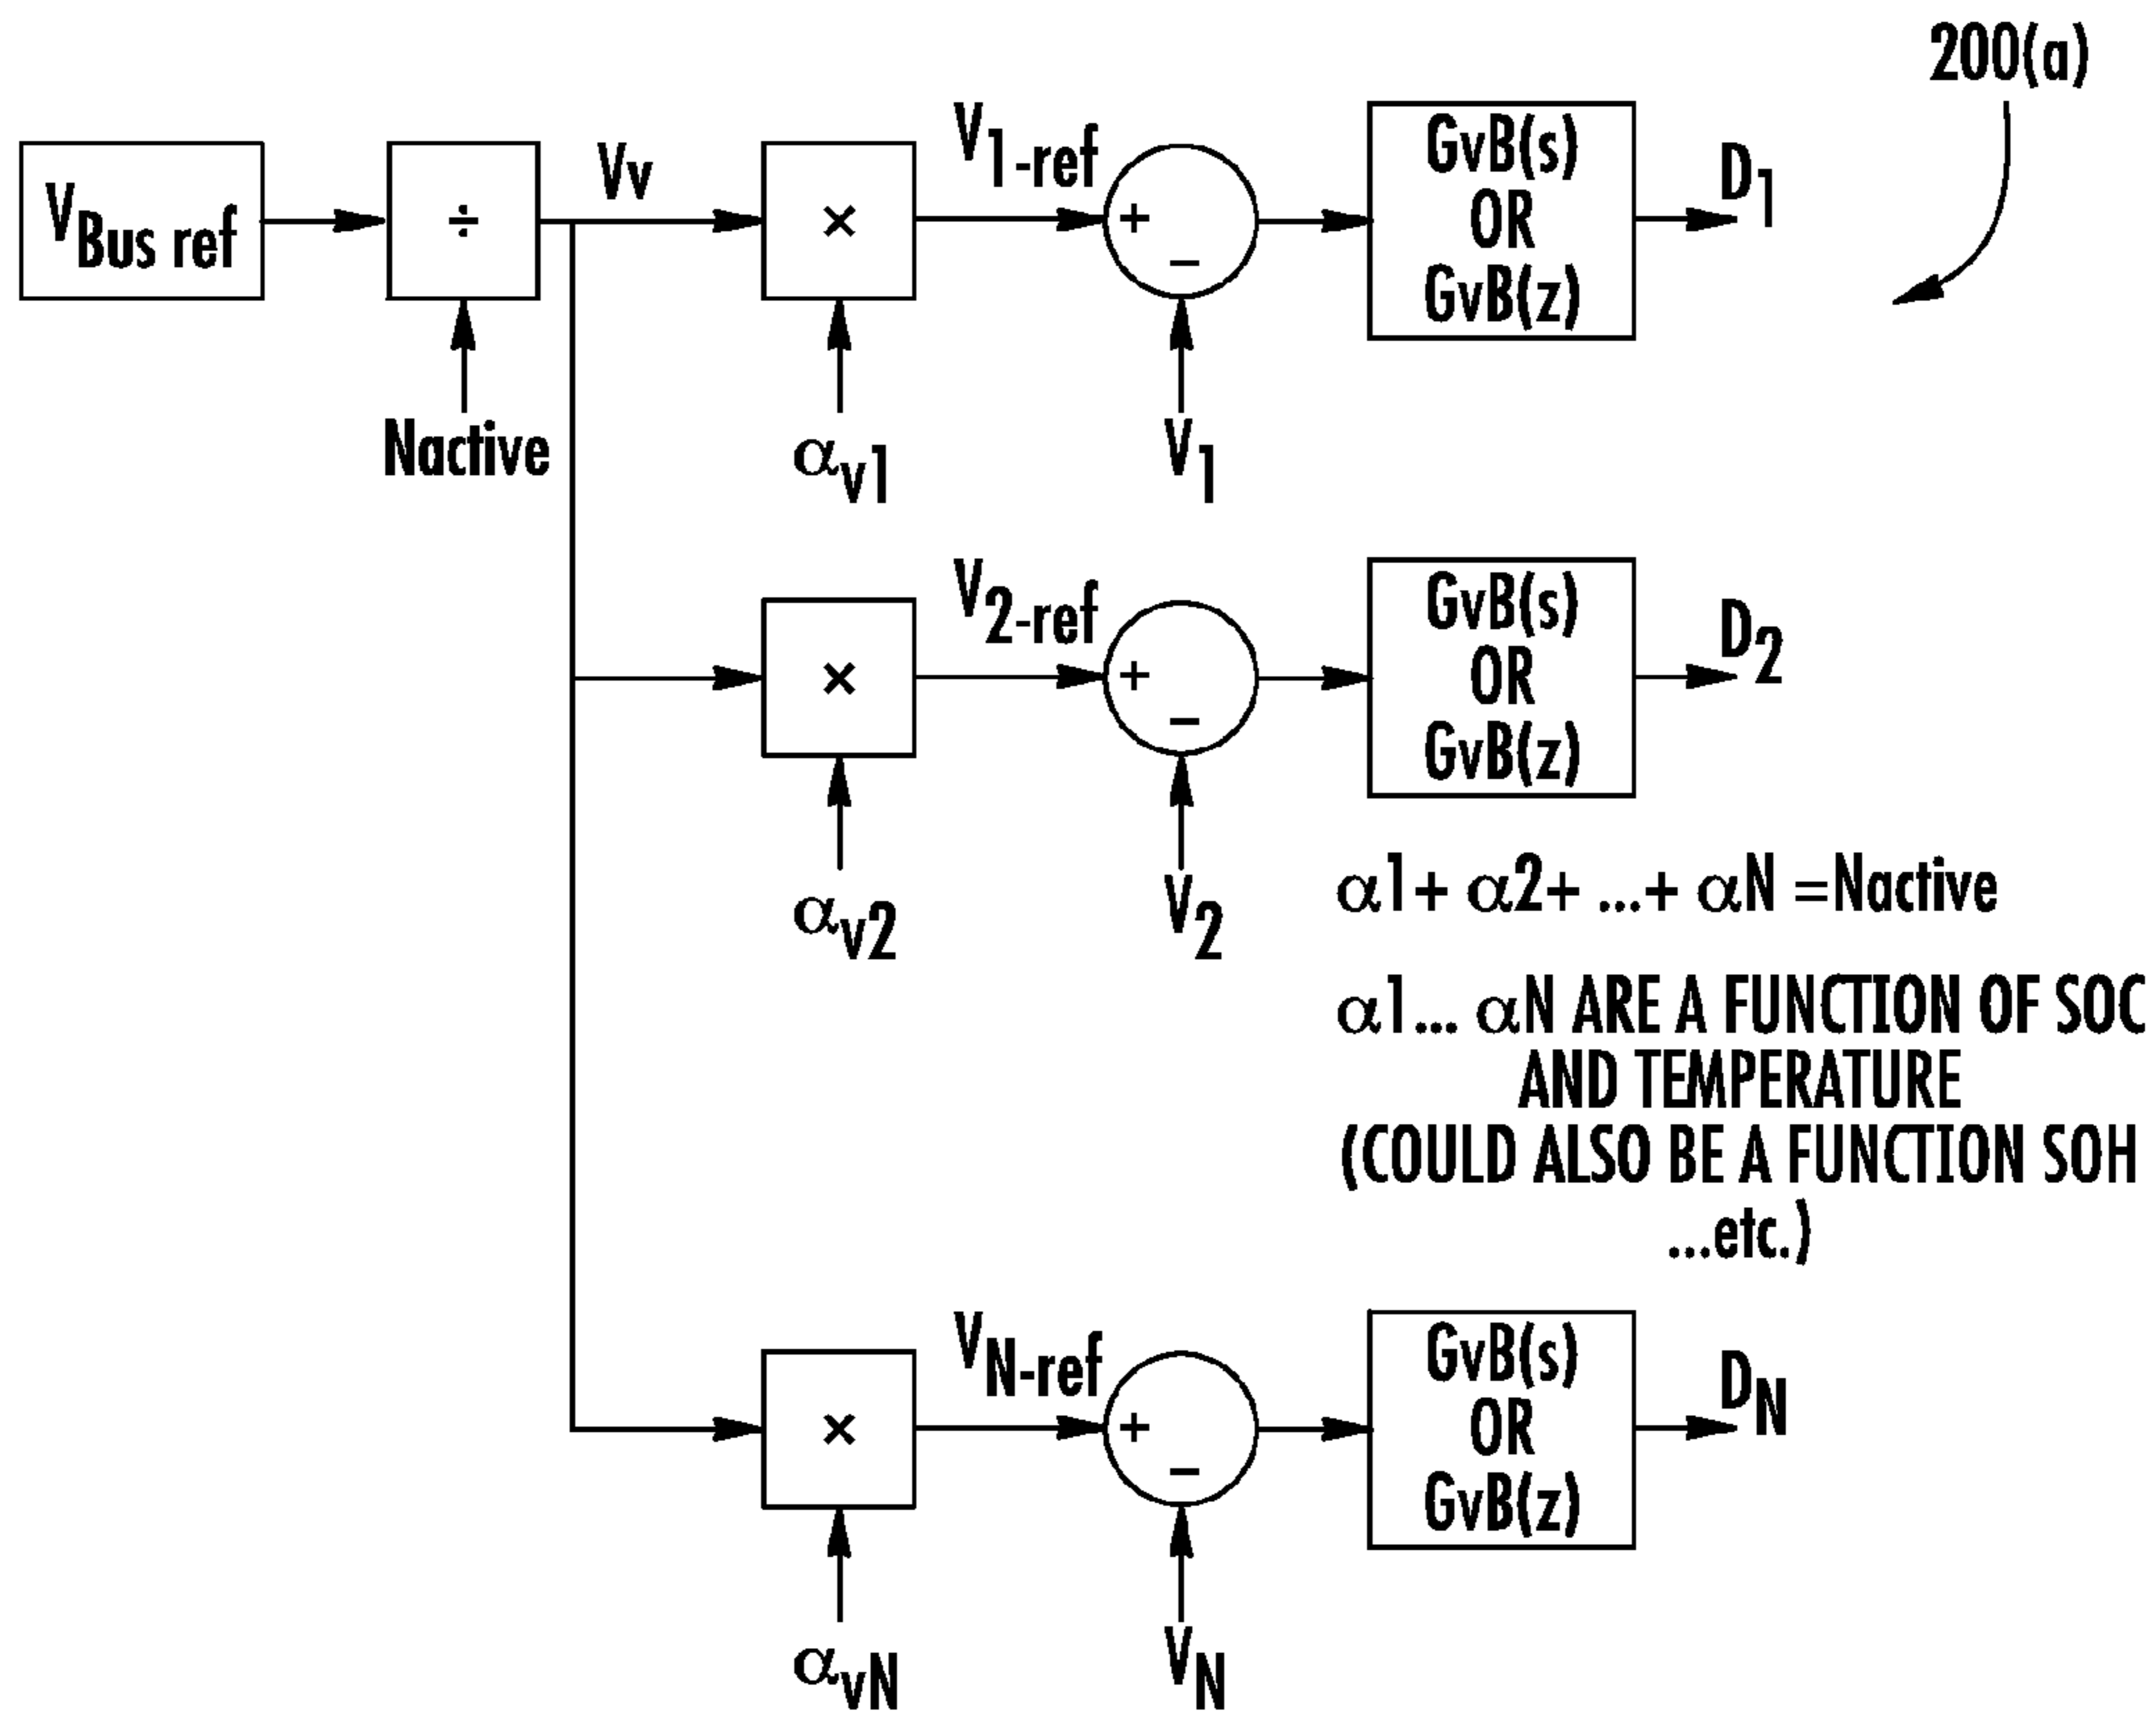 200(a)
VBus ref
÷
Vv
×
V1-ref
+
−
GvB(s)
OR
GvB(z)
D1
Nactive
αv1
V1
×
V2-ref
+
−
GvB(s)
OR
GvB(z)
D2
αv2
V2
α1+ α2+ ...+ αN =Nactive
α1... αN ARE A FUNCTION OF SOC
AND TEMPERATURE
(COULD ALSO BE A FUNCTION SOH
...etc.)
×
VN-ref
+
−
GvB(s)
OR
GvB(z)
DN
αvN
VN